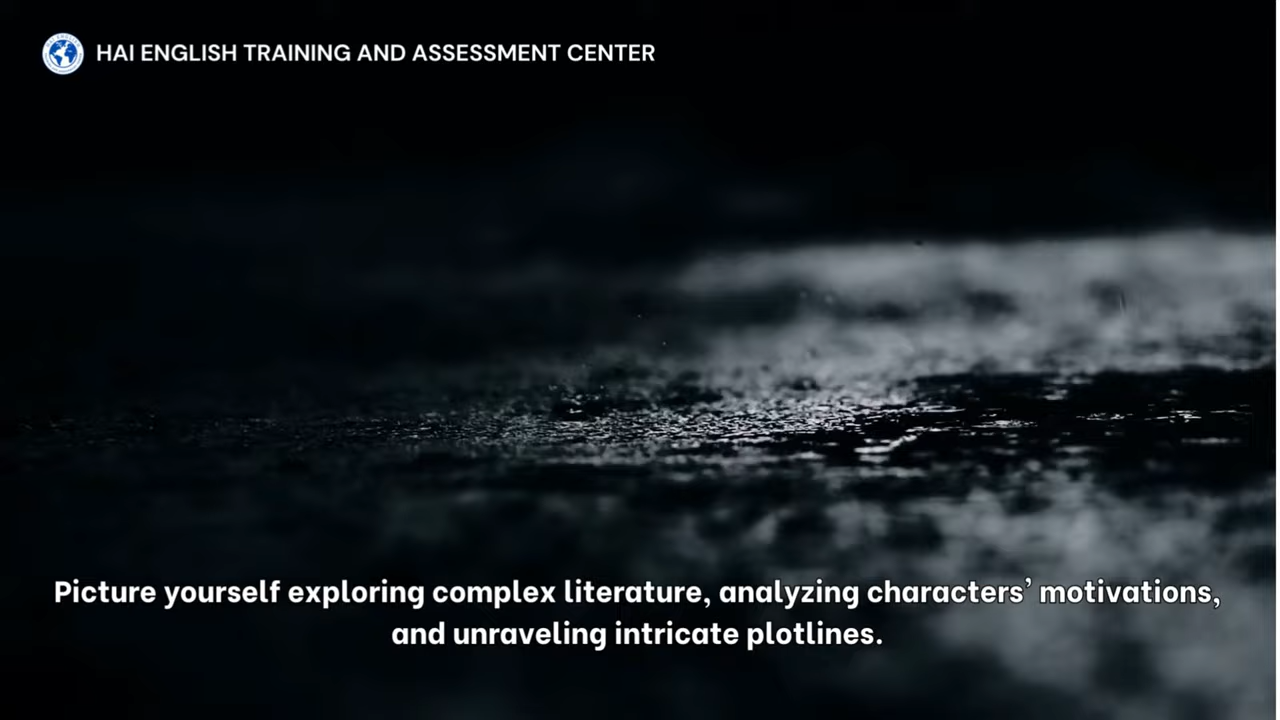 HAI ENGLISH TRAINING AND ASSESSMENT CENTER
Picture yourself exploring complex literature, analyzing characters’ motivations,
and unraveling intricate plotlines.